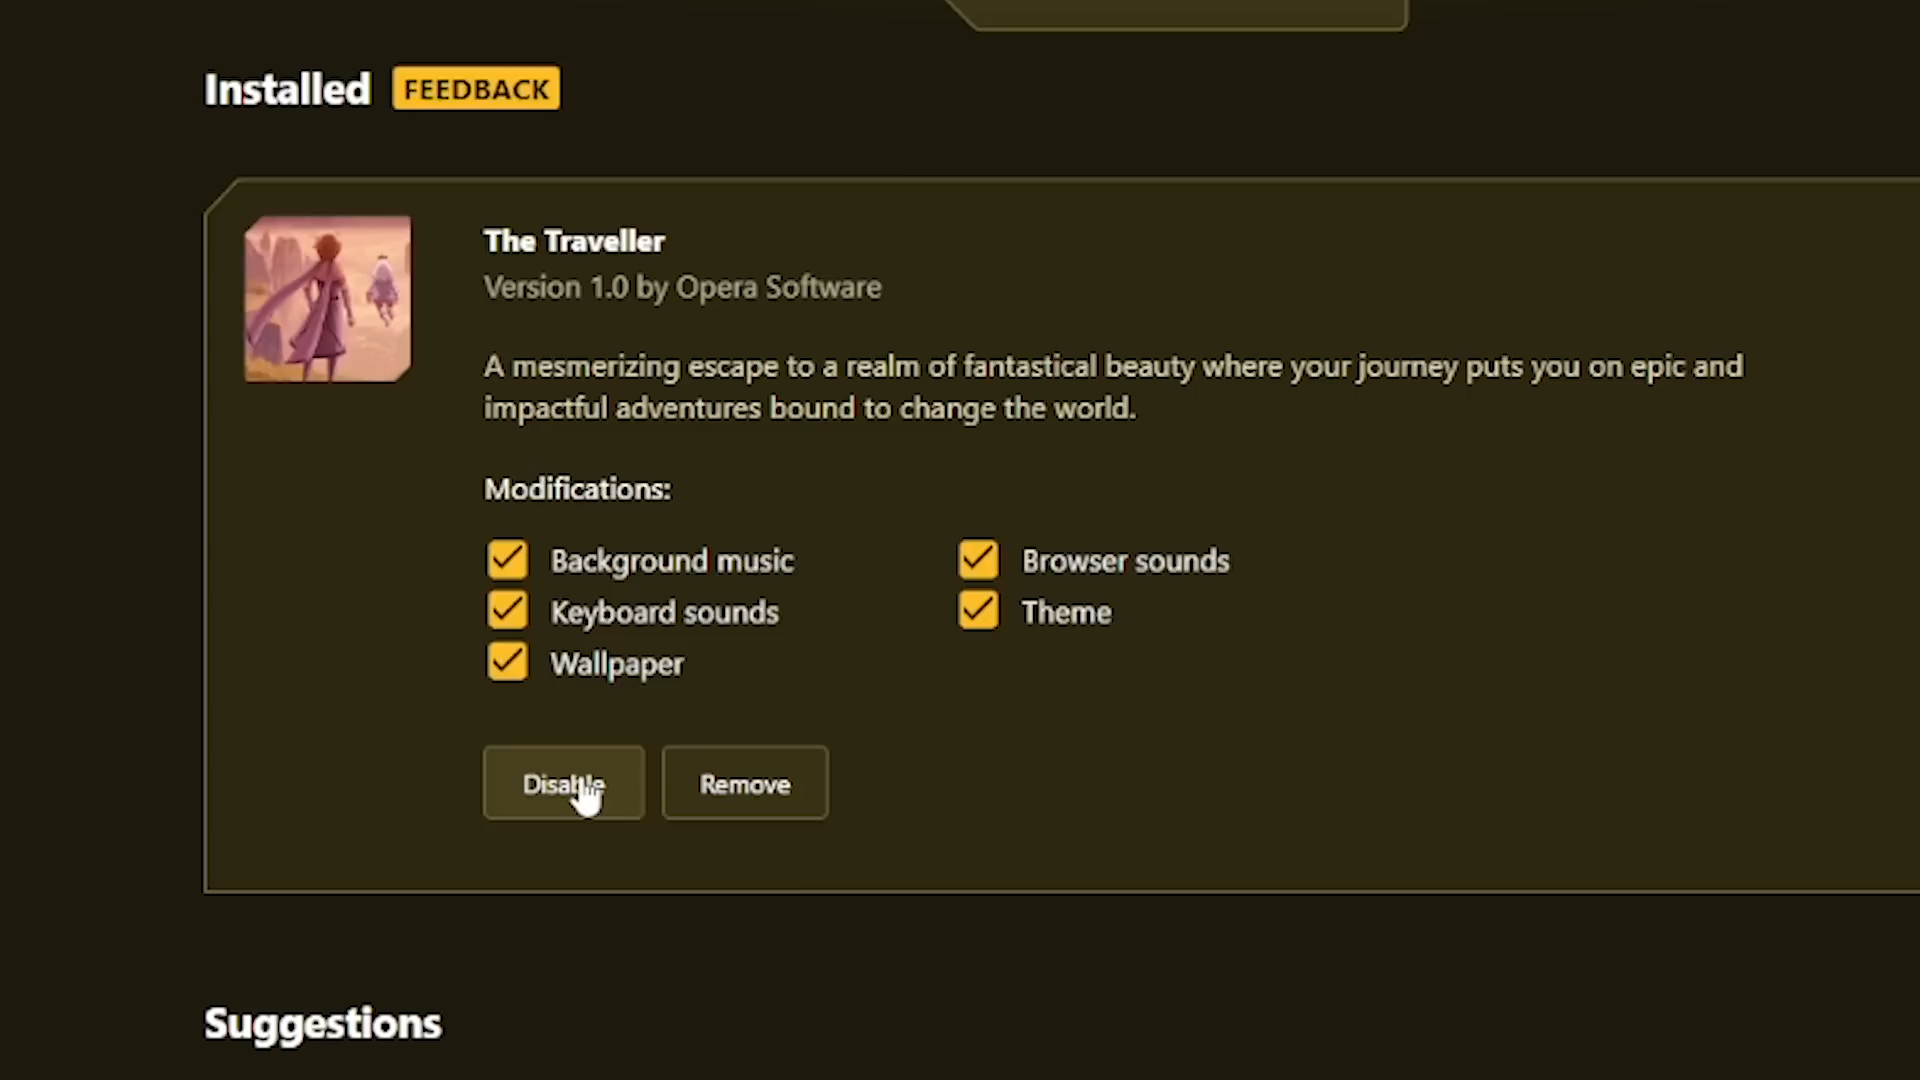 Installed FEEDBACK
The Traveller
Version 1.0 by Opera Software
A mesmerizing escape to a realm of fantastical beauty where your journey puts you on epic and
impactful adventures bound to change the world.
Modifications:
Background music Browser sounds
Keyboard sounds Theme
Wallpaper
Disable Remove
Suggestions